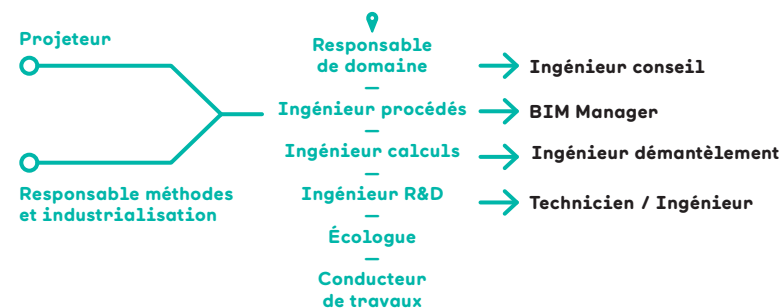 Projeteur
Responsable méthodes
et industrialisation
Responsable
de domaine
Ingénieur procédés
Ingénieur calculs
Ingénieur R&D
Écologue
Conducteur
de travaux
Ingénieur conseil
BIM Manager
Ingénieur démantèlement
Technicien / Ingénieur